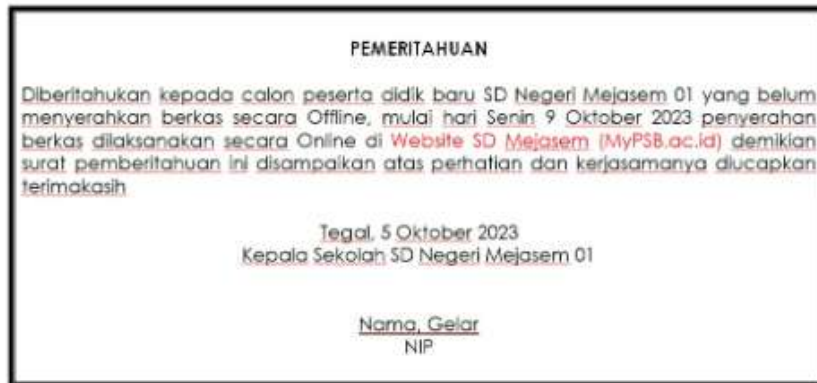 PEMERITAHUAN
Diberitahukan kepada calon peserta didik baru SD Negeri Mejasem 01 yang belum
menyerahkan berkas secara Offline, mulai hari Senin 9 Oktober 2023 penyerahan
berkas dilaksanakan secara Online di Website SD Mejasem (MyPSB.ac.id) demikian
surat pemberitahuan ini disampaikan atas perhatian dan kerjasamanya diucapkan
terimakasih
Tegal, 5 Oktober 2023
Kepala Sekolah SD Negeri Mejasem 01
Nama, Gelar
NIP